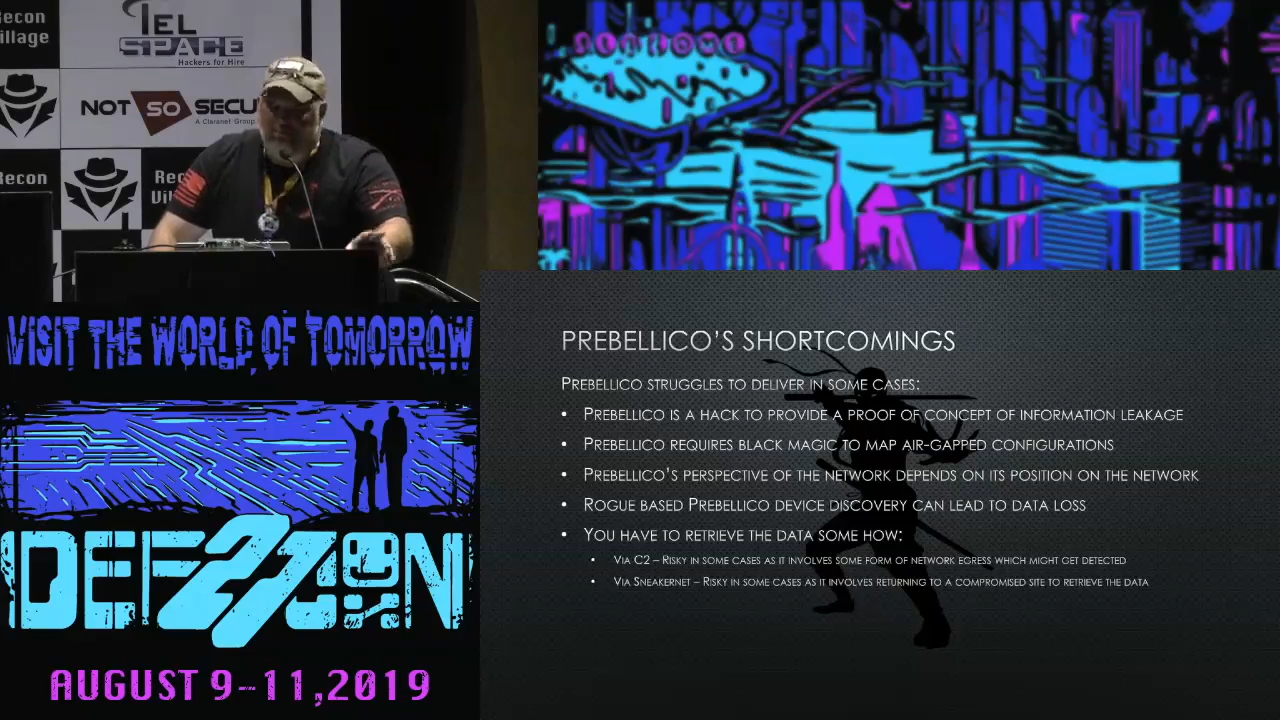 Recon
Village
TEL
SPACE
Hackers for Hire
NOT SO SECU
A Claranet Group
Recon
Rec
Vil
VISIT THE WORLD OF TOMORROW
DEF 27 CON
AUGUST 9-11,2019
PREBELLICO'S SHORTCOMINGS
PREBELLICO STRUGGLES TO DELIVER IN SOME CASES:
• PREBELLICO IS A HACK TO PROVIDE A PROOF OF CONCEPT OF INFORMATION LEAKAGE
• PREBELLICO REQUIRES BLACK MAGIC TO MAP AIR-GAPPED CONFIGURATIONS
• PREBELLICO'S PERSPECTIVE OF THE NETWORK DEPENDS ON ITS POSITION ON THE NETWORK
• ROGUE BASED PREBELLICO DEVICE DISCOVERY CAN LEAD TO DATA LOSS
• YOU HAVE TO RETRIEVE THE DATA SOME HOW:
• VIA C2 – RISKY IN SOME CASES AS IT INVOLVES SOME FORM OF NETWORK EGRESS WHICH MIGHT GET DETECTED
• VIA SNEAKERNET – RISKY IN SOME CASES AS IT INVOLVES RETURNING TO A COMPROMISED SITE TO RETRIEVE THE DATA